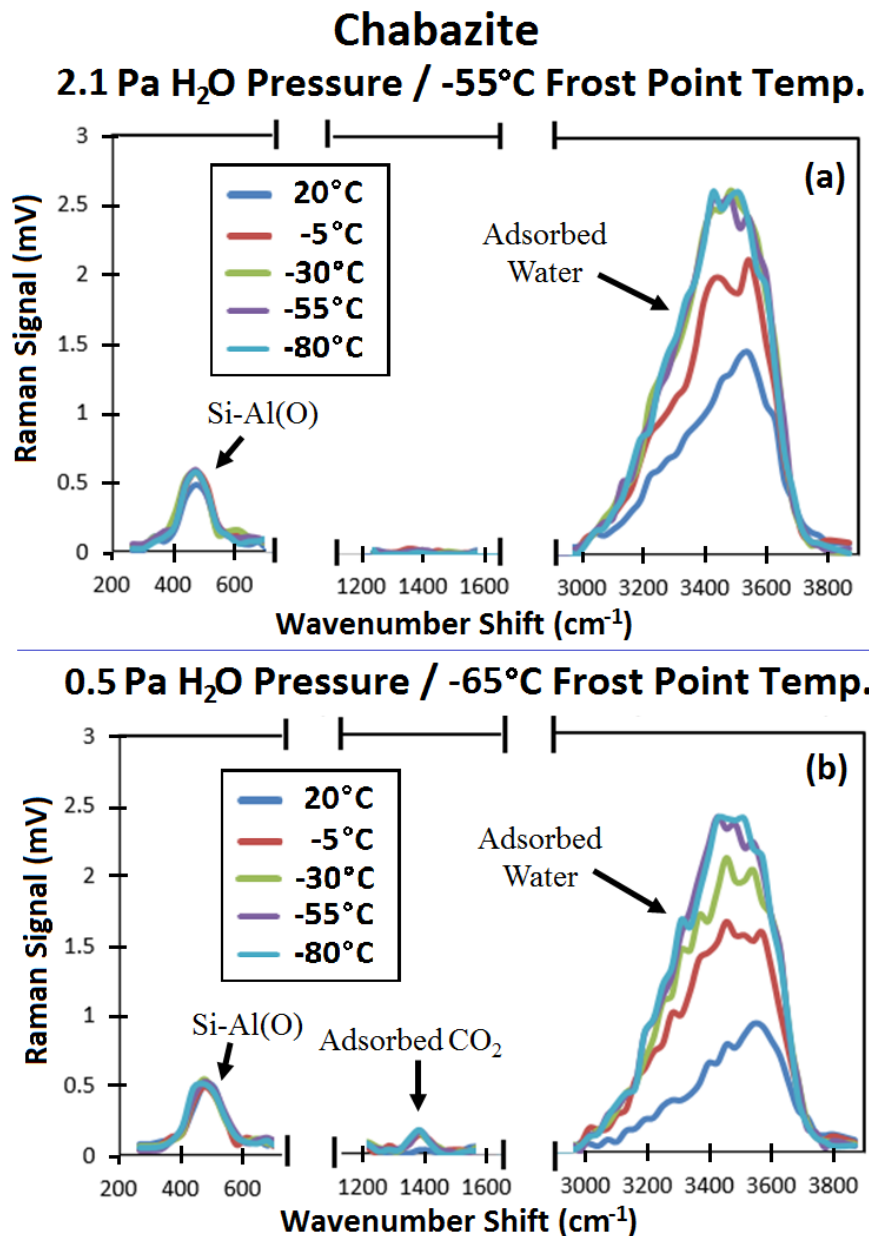 Chabazite
2.1 Pa H₂O Pressure / -55°C Frost Point Temp.
(a)
Raman Signal (mV)
3
2.5
2
1.5
1
0.5
0
20°C
-5°C
-30°C
-55°C
-80°C
Adsorbed
Water
Si-Al(O)
200 400 600 1200 1400 1600 3000 3200 3400 3600 3800
Wavenumber Shift (cm⁻¹)
0.5 Pa H₂O Pressure / -65°C Frost Point Temp.
(b)
Raman Signal (mV)
3
2.5
2
1.5
1
0.5
0
20°C
-5°C
-30°C
-55°C
-80°C
Adsorbed
Water
Si-Al(O)
Adsorbed CO₂
200 400 600 1200 1400 1600 3000 3200 3400 3600 3800
Wavenumber Shift (cm⁻¹)